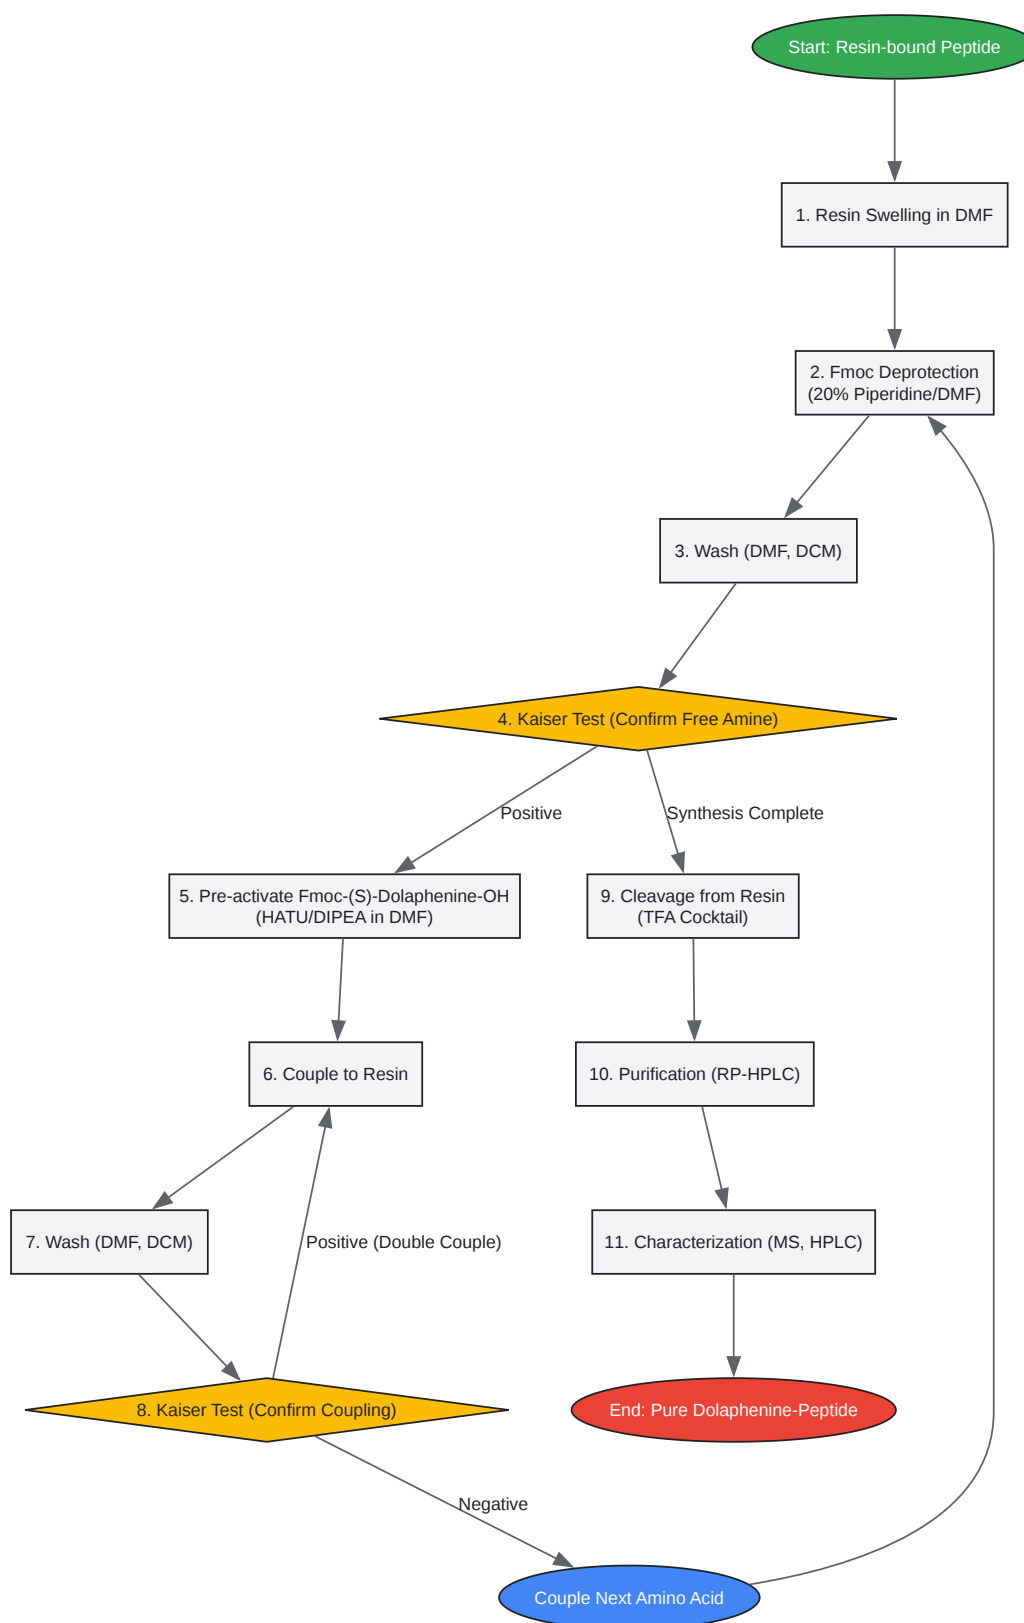 Start: Resin-bound Peptide
1. Resin Swelling in DMF
2. Fmoc Deprotection
(20% Piperidine/DMF)
3. Wash (DMF, DCM)
4. Kaiser Test (Confirm Free Amine)
Positive
Synthesis Complete
5. Pre-activate Fmoc-(S)-Dolaphenine-OH
(HATU/DIPEA in DMF)
9. Cleavage from Resin
(TFA Cocktail)
6. Couple to Resin
10. Purification (RP-HPLC)
7. Wash (DMF, DCM)
Positive (Double Couple)
11. Characterization (MS, HPLC)
8. Kaiser Test (Confirm Coupling)
End: Pure Dolaphenine-Peptide
Negative
Couple Next Amino Acid